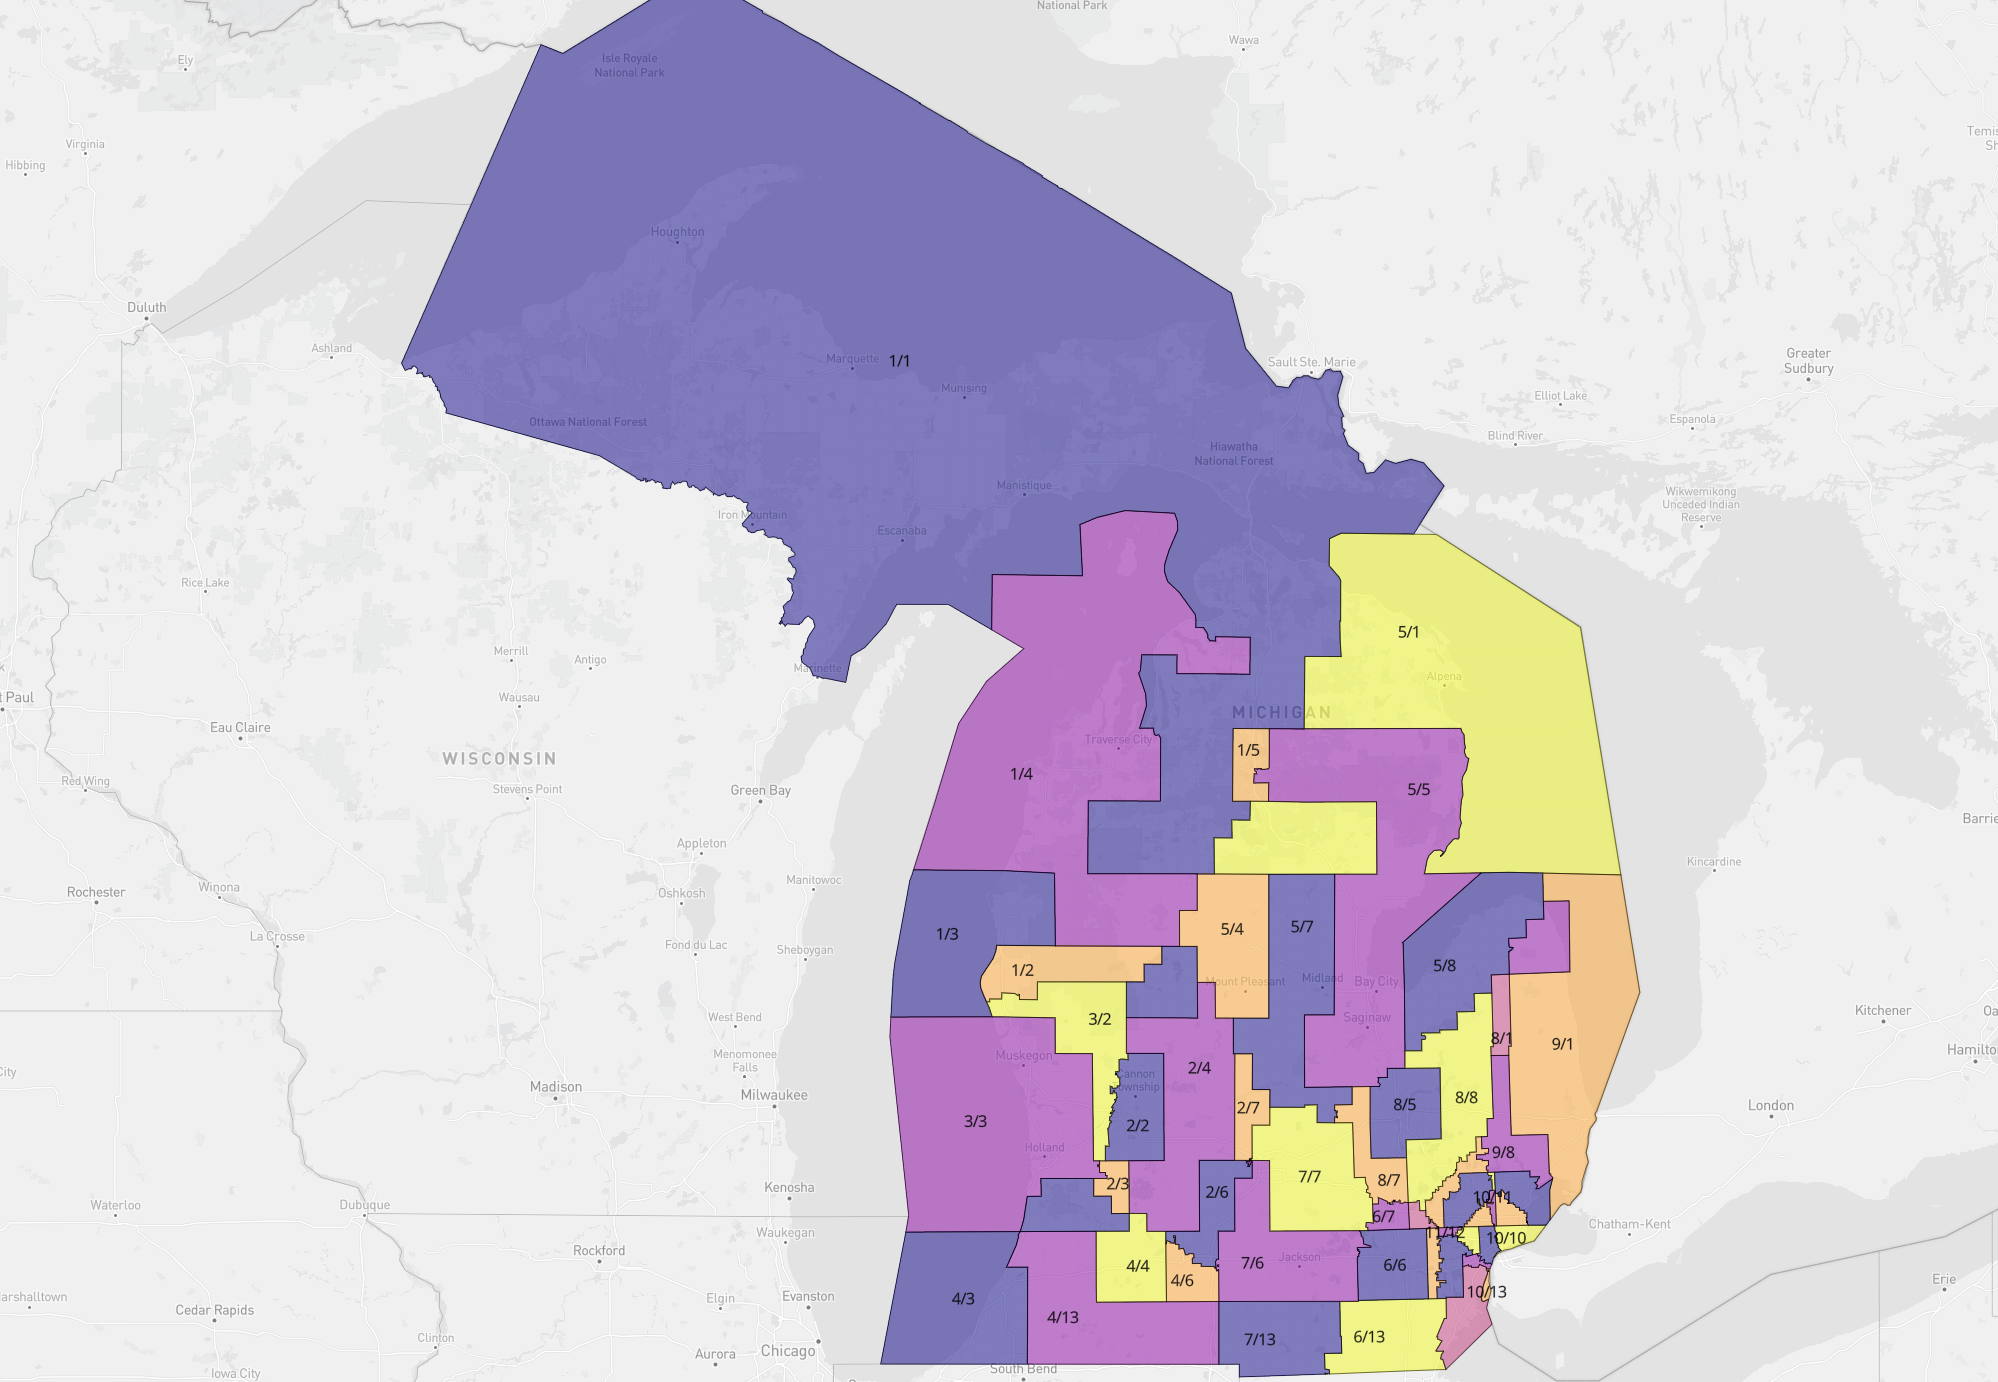 National Park
Wawa
Ely
Isle Royale
National Park
Virginia
Hibbing
Temis
Sh
Houghton
Duluth
Ashland
Marquette
1/1
Munising
Sault Ste. Marie
Greater
Sudbury
Elliot Lake
Espanola
Ottawa National Forest
Blind River
Hiawatha
National Forest
Manistique
Wikwemikong
Unceded Indian
Reserve
Iron Mountain
Escanaba
Rice Lake
5/1
Merrill
Antigo
Marinette
Alpena
t Paul
Wausau
MICHIGAN
Eau Claire
Traverse City
1/5
WISCONSIN
1/4
Red Wing
Stevens Point
Green Bay
5/5
Barrie
Appleton
Kincardine
Rochester
Winona
Oshkosh
Manitowoc
La Crosse
Fond du Lac
Sheboygan
1/3
5/4
5/7
5/8
1/2
Mount Pleasant
Midland
Bay City
West Bend
3/2
Saginaw
Kitchener
Oa
City
Menomonee
Falls
Muskegon
8/1
9/1
Hamilto
Madison
Milwaukee
Cannon
Township
2/4
8/8
8/5
London
2/7
3/3
2/2
Holland
9/8
Kenosha
2/3
2/6
7/7
8/7
Waterloo
Dubuque
Waukegan
6/7
Chatham-Kent
11/12
10/10
Rockford
4/4
4/6
7/6
Jackson
6/6
Erie
arshalltown
Cedar Rapids
Elgin
Evanston
4/3
10/13
4/13
7/13
6/13
Clinton
Aurora
Chicago
Iowa City
South Bend